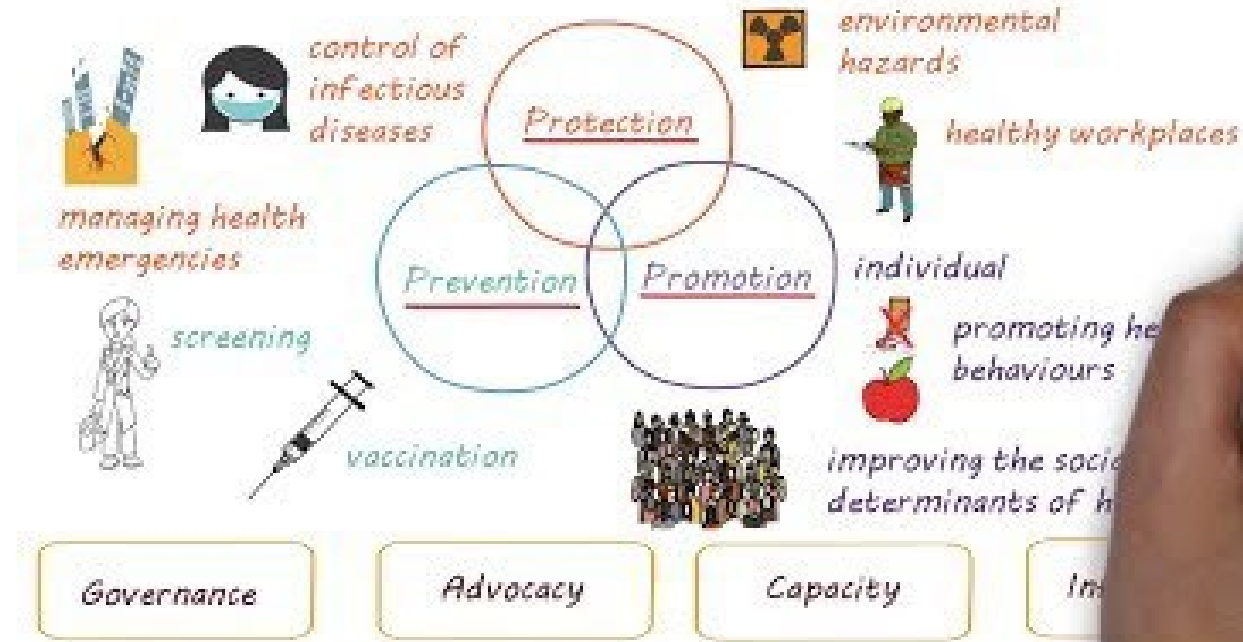 control of
infectious
diseases
environmental
hazards
Protection
healthy workplaces
managing health
emergencies
Prevention
Promotion
individual
screening
promoting
behaviours
vaccination
improving the
determinants of
Governance
Advocacy
Capacity